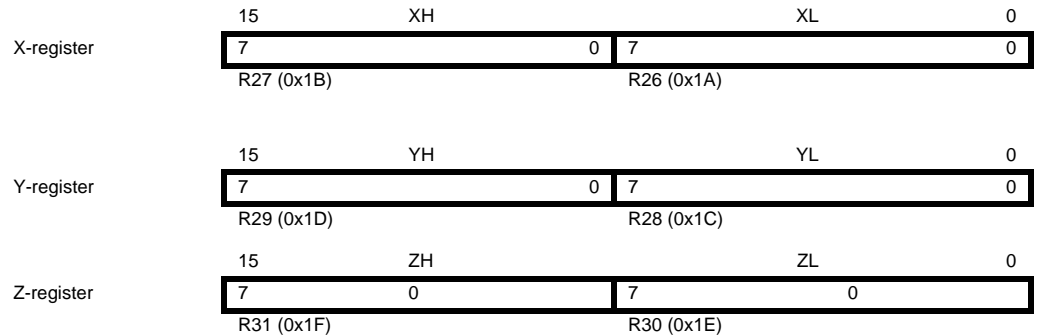 15 XH XL 0
X-register 7 0 7 0
R27 (0x1B) R26 (0x1A)
15 YH YL 0
Y-register 7 0 7 0
R29 (0x1D) R28 (0x1C)
15 ZH ZL 0
Z-register 7 0 7 0
R31 (0x1F) R30 (0x1E)